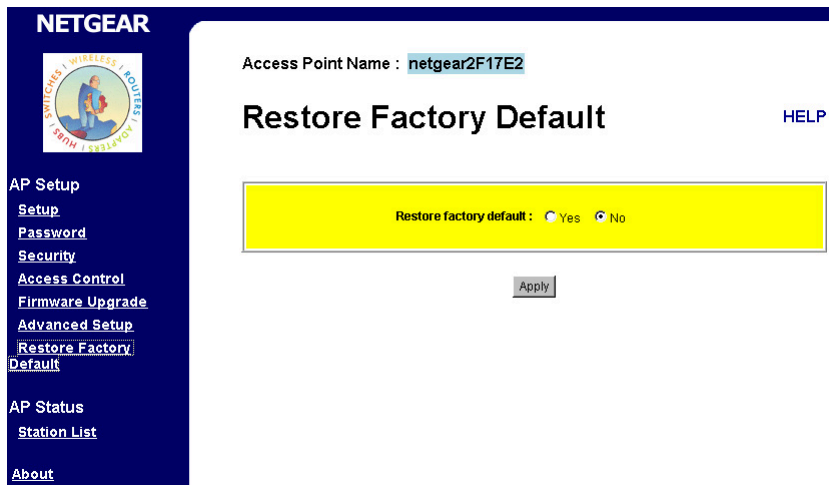 NETGEAR
SWITCHES | WIRELESS | ROUTERS | ADAPTERS | HUBS |
AP Setup
Setup
Password
Security
Access Control
Firmware Upgrade
Advanced Setup
Restore Factory
Default
AP Status
Station List
About
Access Point Name : netgear2F17E2
Restore Factory Default
HELP
Restore factory default : Yes No
Apply